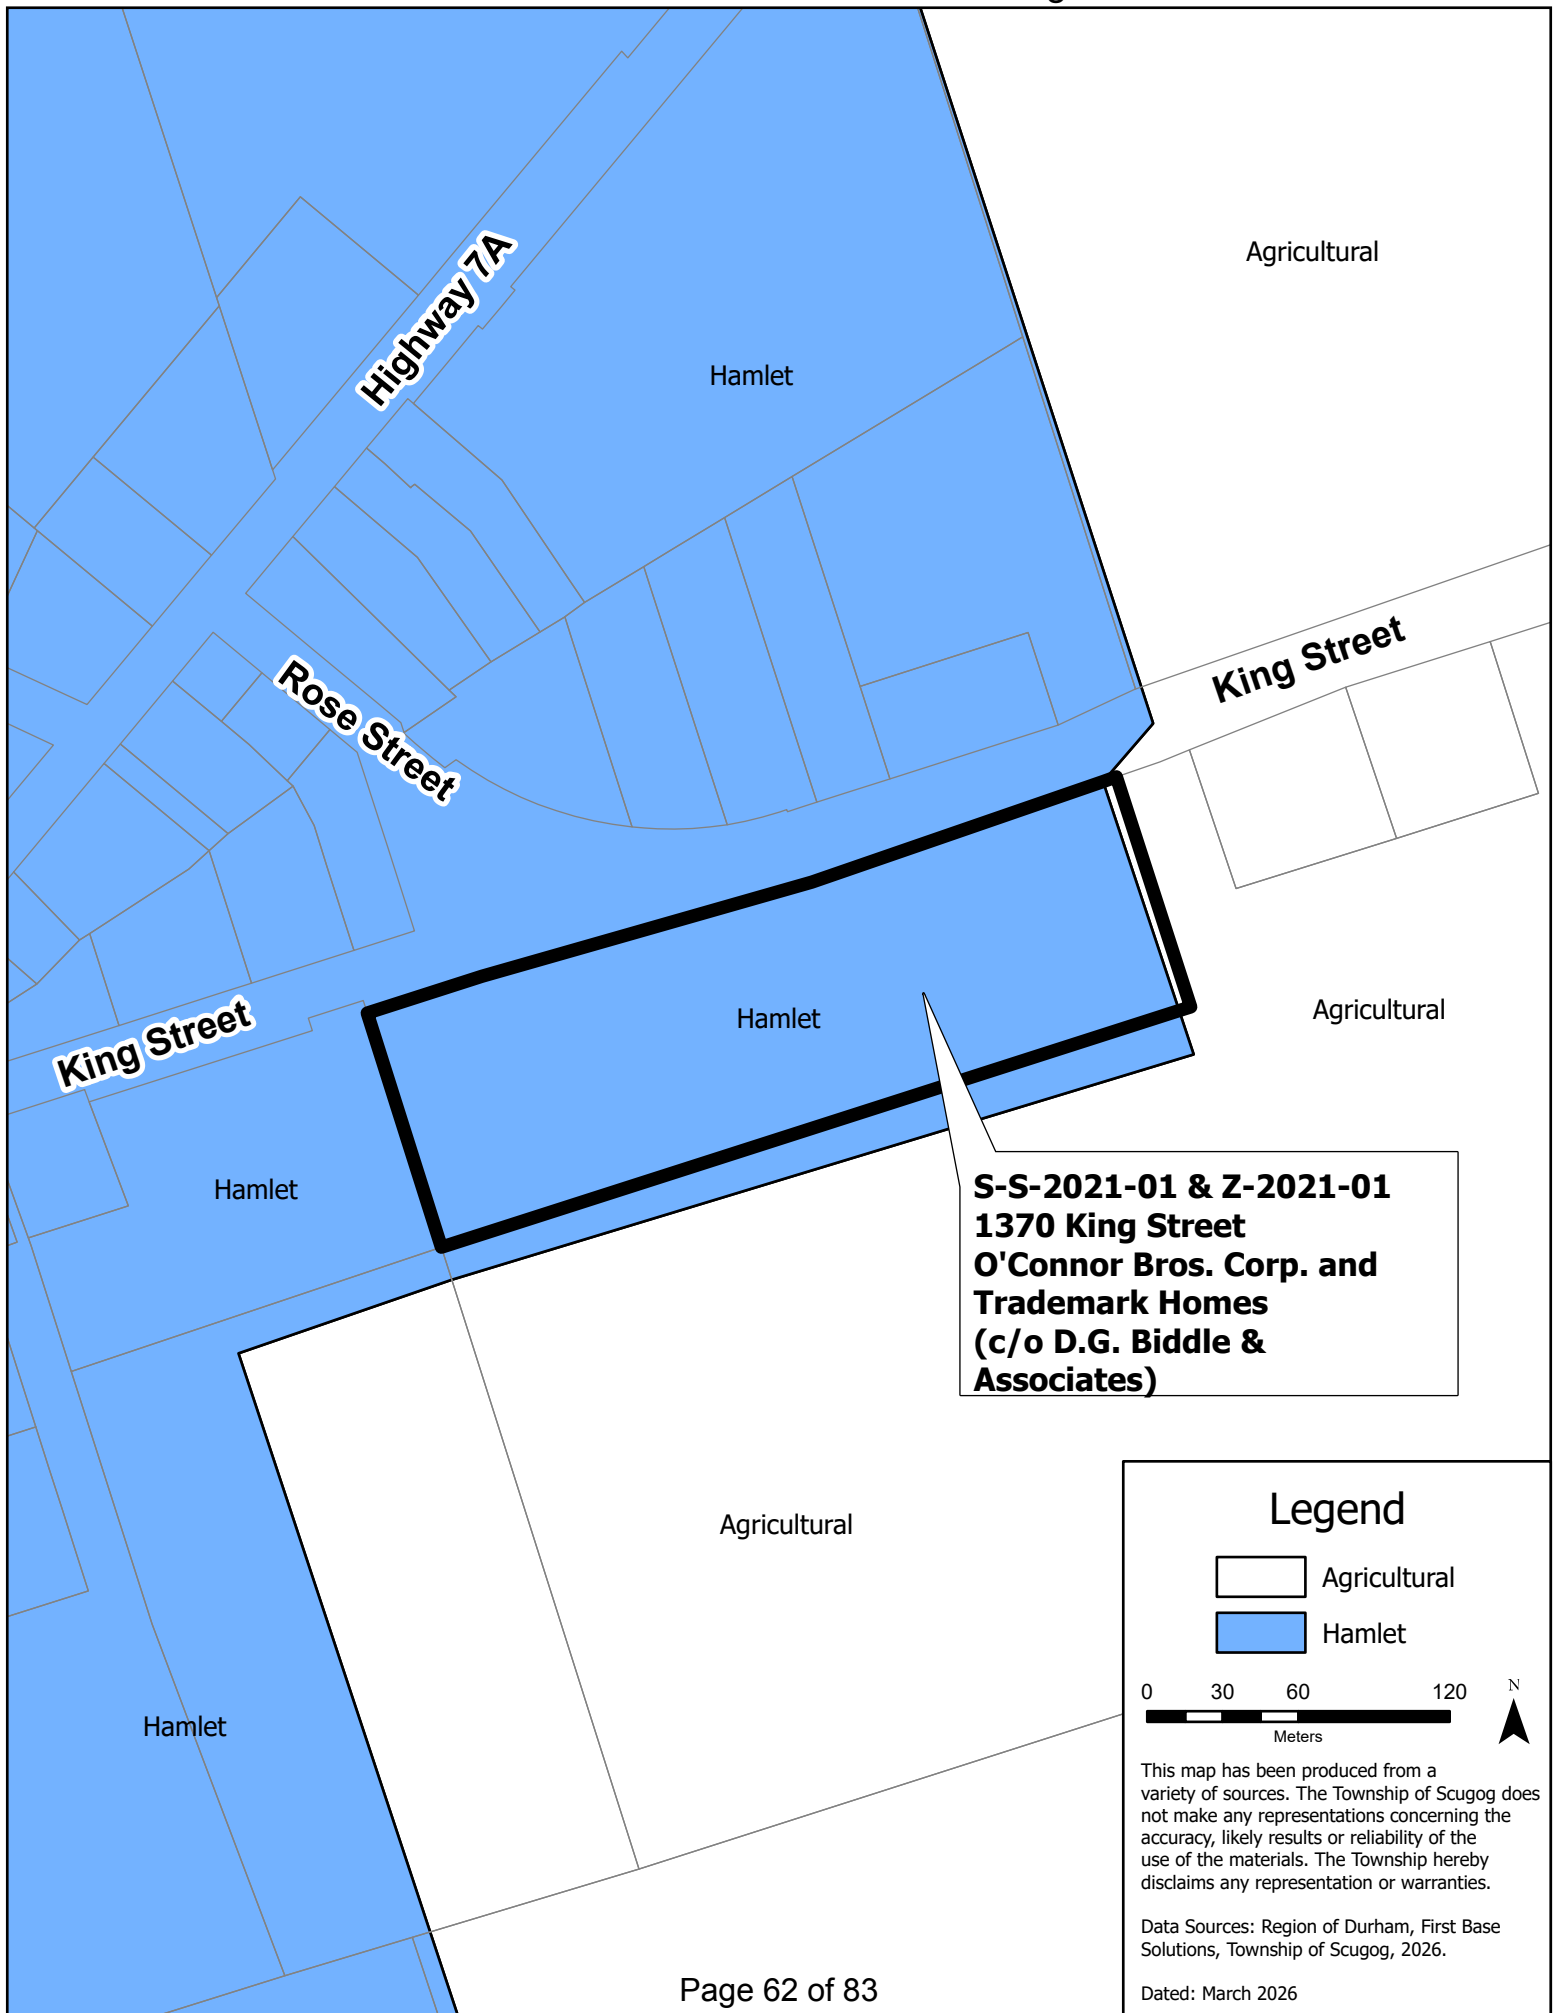 Agricultural
Highway 7A
Hamlet
King Street
Rose Street
Hamlet
Agricultural
King Street
Hamlet
S-S-2021-01 & Z-2021-01
1370 King Street
O'Connor Bros. Corp. and
Trademark Homes
(c/o D.G. Biddle &
Associates)
Agricultural
Hamlet
Legend
Agricultural
Hamlet
0 30 60 120
Meters
N
This map has been produced from a
variety of sources. The Township of Scugog does
not make any representations concerning the
accuracy, likely results or reliability of the
use of the materials. The Township hereby
disclaims any representation or warranties.
Data Sources: Region of Durham, First Base
Solutions, Township of Scugog, 2026.
Dated: March 2026
Page 62 of 83